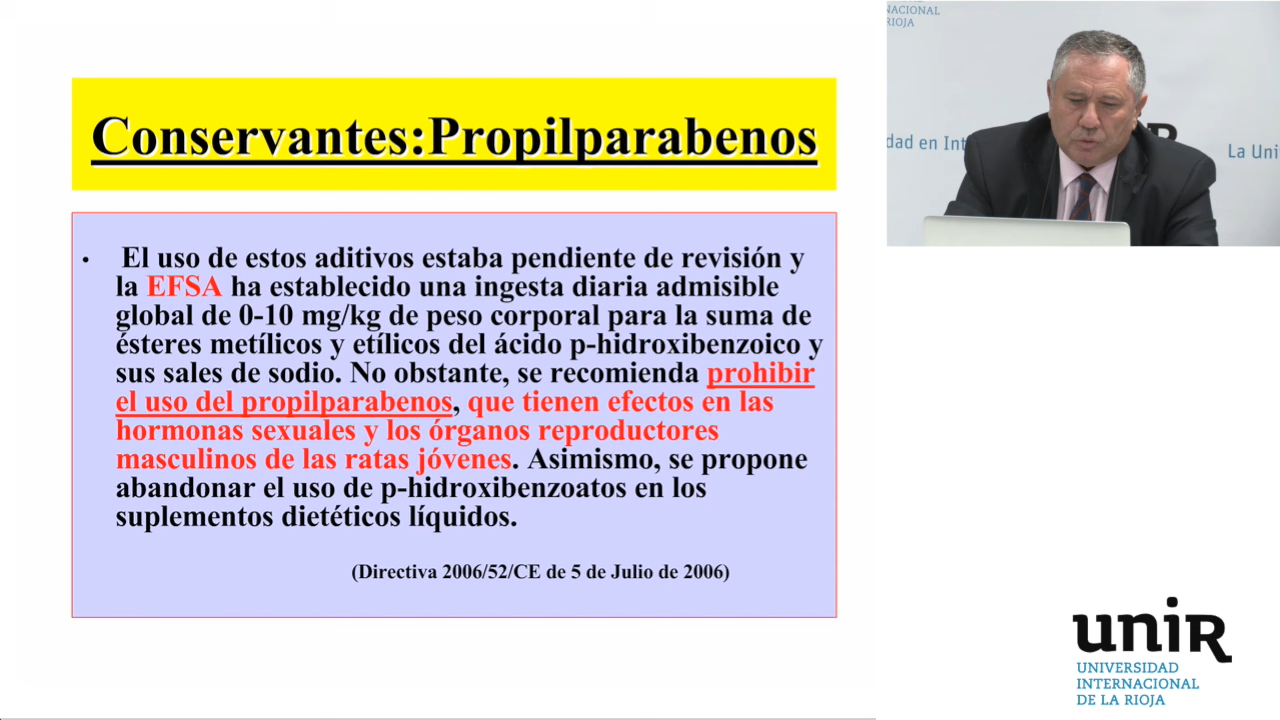 Conservantes:Propilparabenos
• El uso de estos aditivos estaba pendiente de revisión y
la EFSA ha establecido una ingesta diaria admisible
global de 0-10 mg/kg de peso corporal para la suma de
ésteres metílicos y etílicos del ácido p-hidroxibenzoico y
sus sales de sodio. No obstante, se recomienda prohibir
el uso del propilparabenos, que tienen efectos en las
hormonas sexuales y los órganos reproductores
masculinos de las ratas jóvenes. Asimismo, se propone
abandonar el uso de p-hidroxibenzoatos en los
suplementos dietéticos líquidos.
(Directiva 2006/52/CE de 5 de Julio de 2006)
NACIONAL
RIOJA
dad en Int
R
La Uni
uniR
UNIVERSIDAD
INTERNACIONAL
DE LA RIOJA